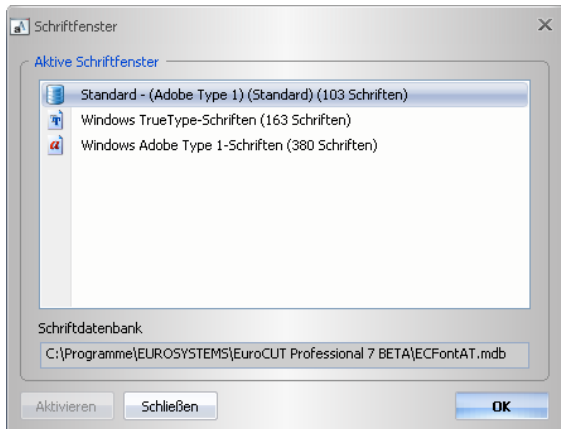 Schriftfenster
Aktive Schriftfenster
Standard - (Adobe Type 1) (Standard) (103 Schriften)
Windows TrueType-Schriften (163 Schriften)
Windows Adobe Type 1-Schriften (380 Schriften)
Schriftdatenbank
C:\Programme\EUROSYSTEMS\EuroCUT Professional 7 BETA\ECFontAT.mdb
Aktivieren Schließen OK